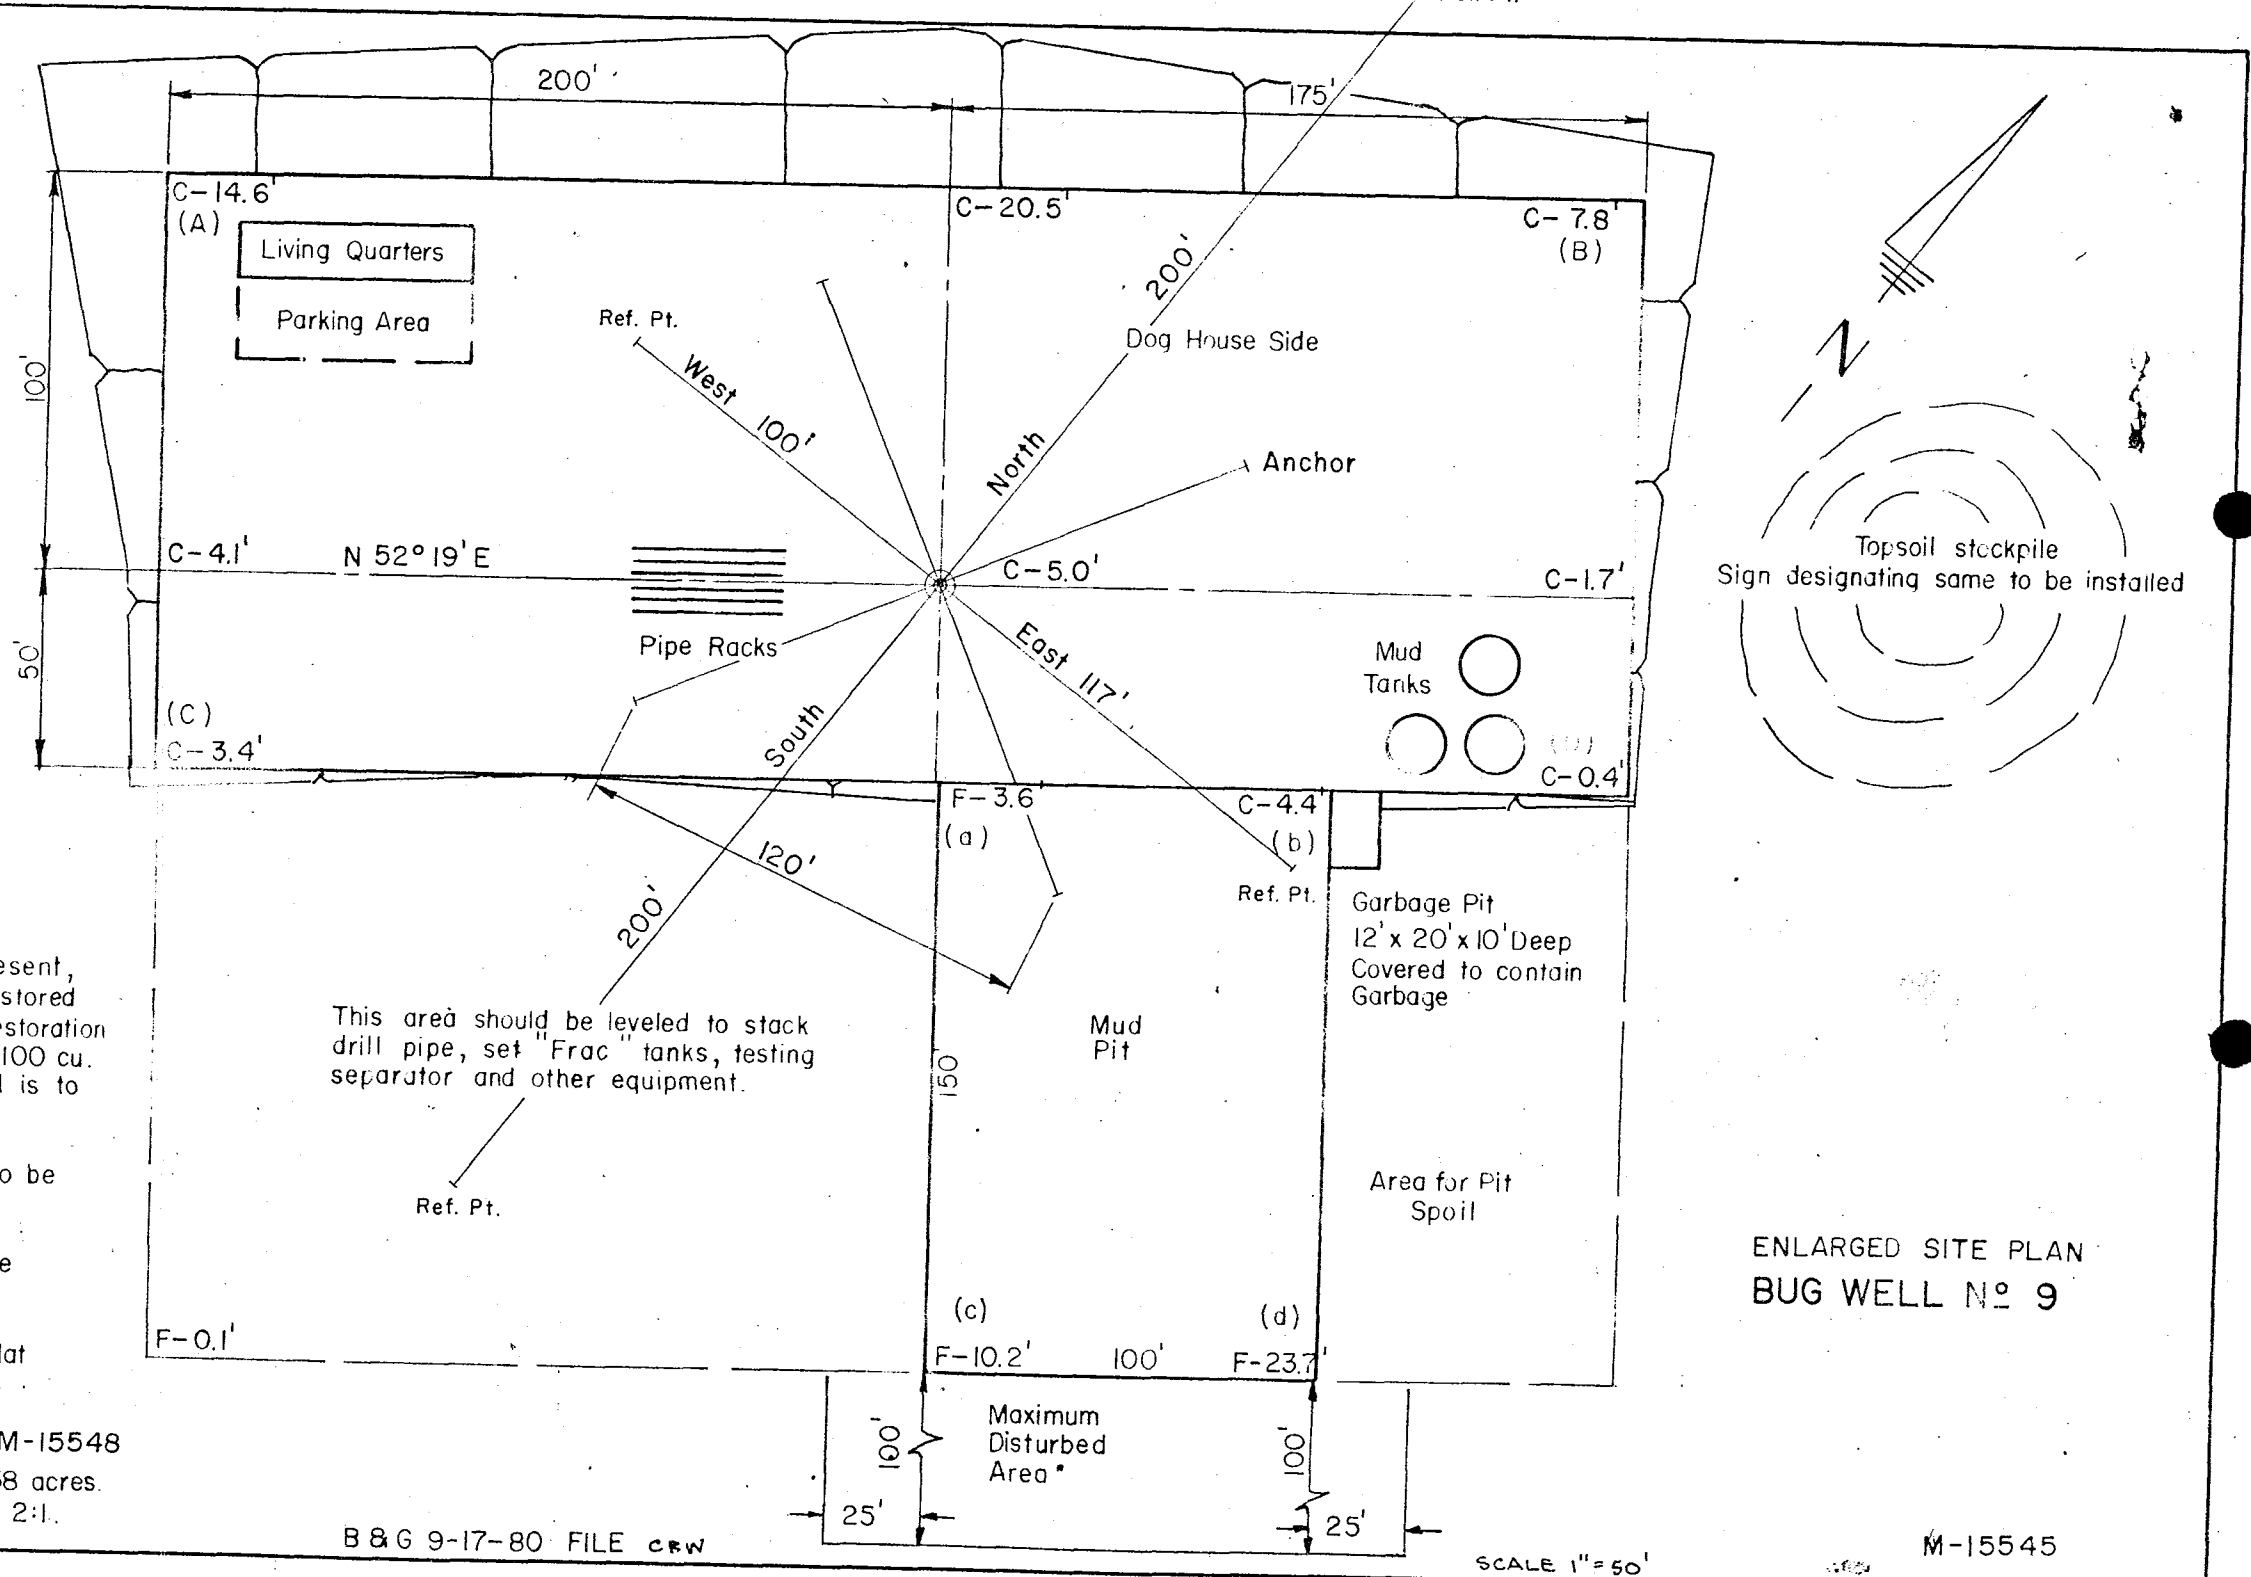 200'
175'
C-14.6'
(A)
C-20.5'
C-7.8'
(B)
Living Quarters
Parking Area
Ref. Pt.
West 100'
North 200'
Dog House Side
Anchor
N
100'
50'
C-4.1'
N 52° 19' E
C-5.0'
C-1.7'
Topsoil stockpile
Sign designating same to be installed
Pipe Racks
East 117'
Mud
Tanks
(C)
C-3.4'
South 200'
(D)
C-0.4'
F-3.6'
(a)
C-4.4'
(b)
Ref. Pt.
120'
Garbage Pit
12' x 20' x 10' Deep
Covered to contain
Garbage
esent,
stored
estoration
100 cu.
is to
This area should be leveled to stack
drill pipe, set "Frac" tanks, testing
separator and other equipment.
Mud
Pit
150'
o be
Ref. Pt.
Area for Pit
Spoil
ENLARGED SITE PLAN
BUG WELL Nº 9
e
lat
F-0.1'
(c)
(d)
F-10.2'
100'
F-23.7'
100'
Maximum
Disturbed
Area
100'
25'
25'
M-15548
8 acres.
2:1.
B & G 9-17-80 FILE CRW
SCALE 1"=50'
M-15545